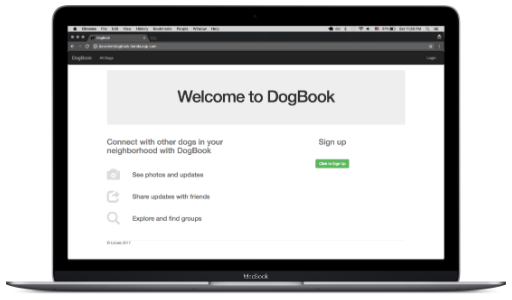 Chrome File Edit View History Bookmarks People Window Help
DogBook
DogBook All Dogs Login
Welcome to DogBook
Connect with other dogs in your
neighborhood with DogBook
Sign up
See photos and updates
Click to Sign Up
Share updates with friends
Explore and find groups
2017
MacBook